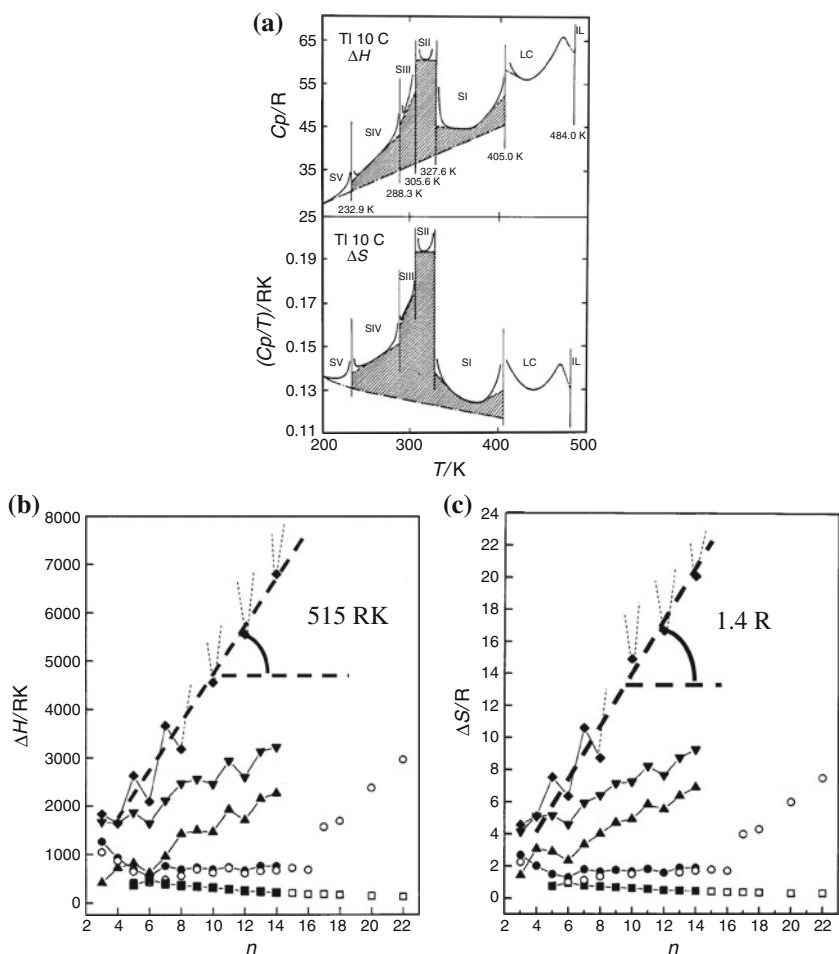 (a)
65
55
45
35
25
Cp/R
Tl 10 C
ΔH
SV
SIV
SIII
SII
SI
LC
IL
232.9 K
288.3 K
305.6 K
327.6 K
405.0 K
484.0 K
0.19
0.17
0.15
0.13
0.11
(Cp/T)/RK
Tl 10 C
ΔS
SV
SIV
SIII
SII
SI
LC
IL
200 300 400 500
T/K
(b)
8000
7000
6000
5000
4000
3000
2000
1000
0
ΔH/RK
515 RK
2 4 6 8 10 12 14 16 18 20 22
n
(c)
24
22
20
18
16
14
12
10
8
6
4
2
0
ΔS/R
1.4 R
2 4 6 8 10 12 14 16 18 20 22
n